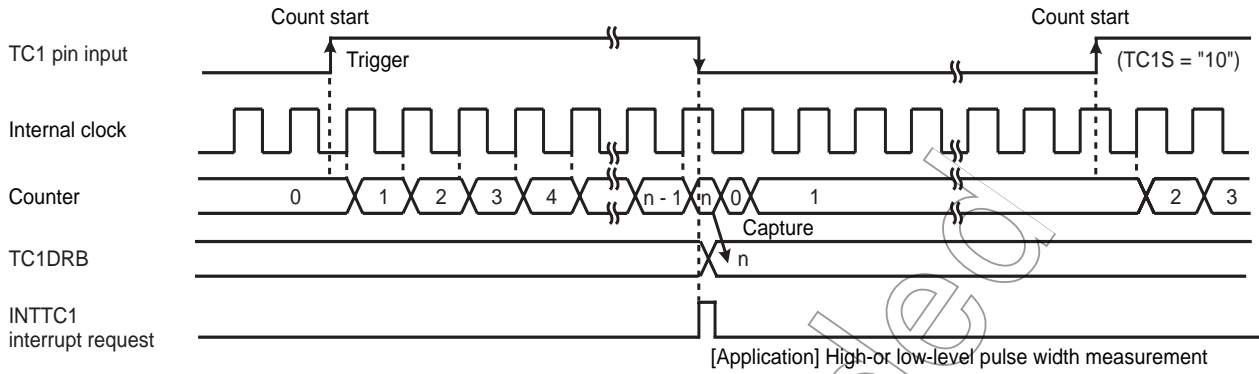 Count start
Count start
TC1 pin input
Trigger
(TC1S = "10")
Internal clock
Counter
0 1 2 3 4 n - 1 n 0 1 2 3
Capture
TC1DRB
n
INTTC1
interrupt request
[Application] High-or low-level pulse width measurement